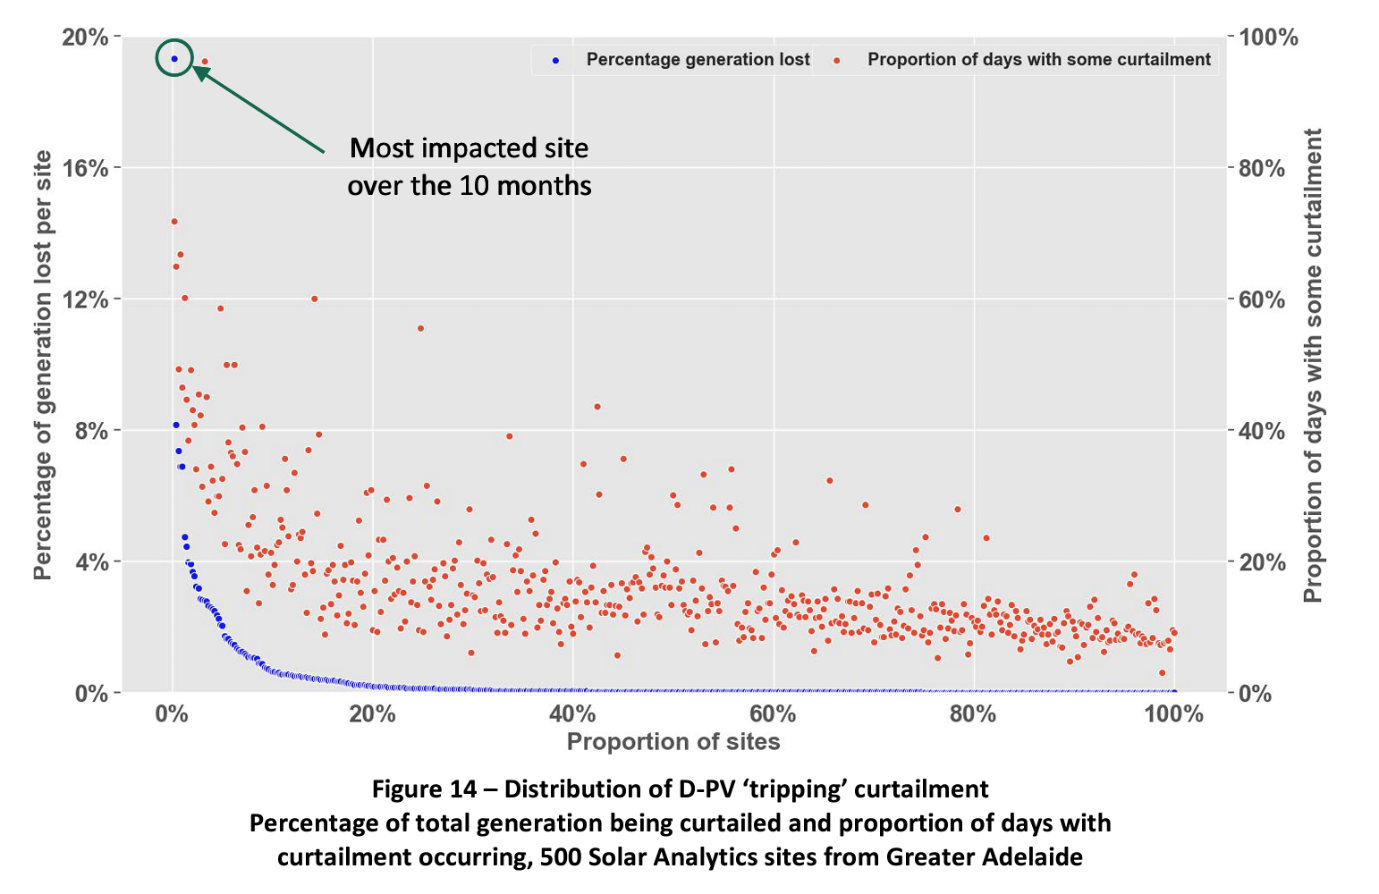 20%
100%
Percentage generation lost
Proportion of days with some curtailment
Most impacted site
over the 10 months
16%
80%
12%
60%
8%
40%
4%
20%
0%
0%
Percentage of generation lost per site
Proportion of days with some curtailment
0%
20%
40%
60%
80%
100%
Proportion of sites
Figure 14 – Distribution of D-PV ‘tripping’ curtailment
Percentage of total generation being curtailed and proportion of days with
curtailment occurring, 500 Solar Analytics sites from Greater Adelaide